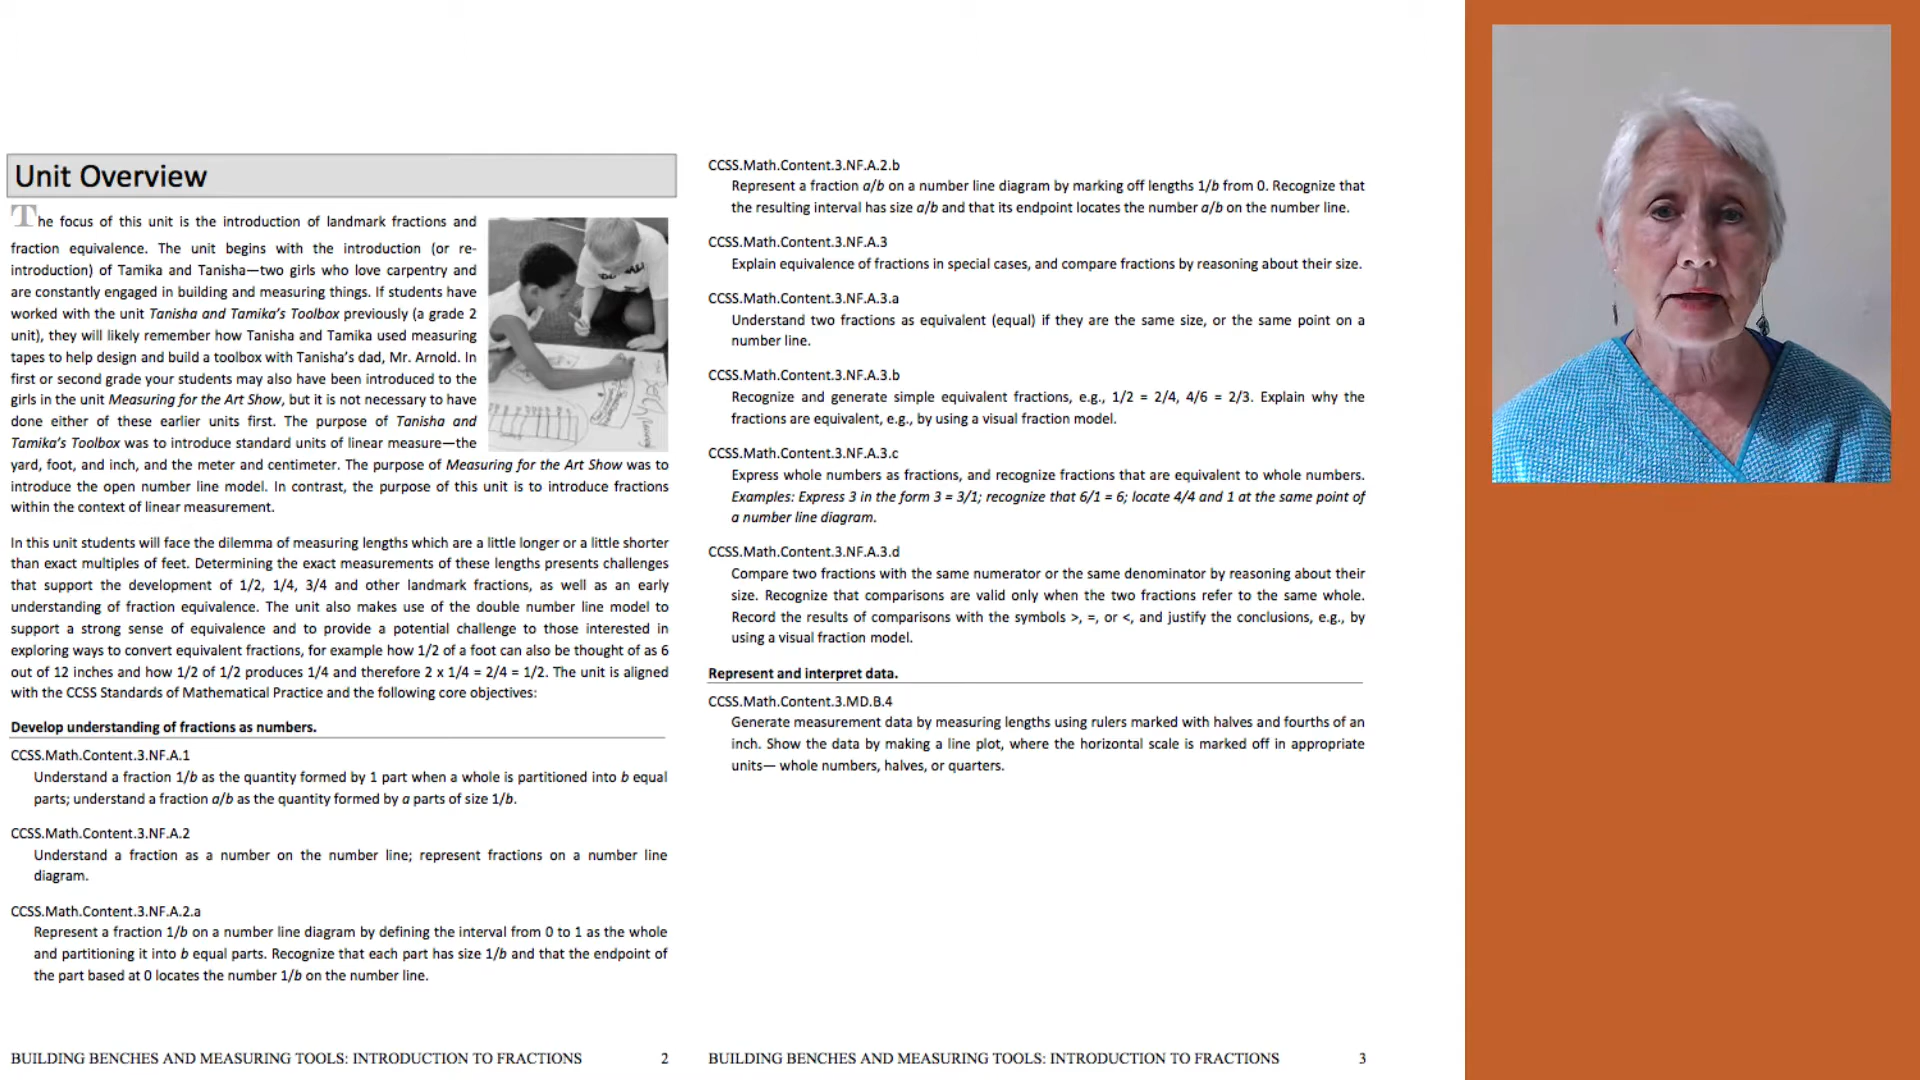 Unit Overview
The focus of this unit is the introduction of landmark fractions and
fraction equivalence. The unit begins with the introduction (or re-
introduction) of Tamika and Tanisha—two girls who love carpentry and
are constantly engaged in building and measuring things. If students have
worked with the unit Tanisha and Tamika's Toolbox previously (a grade 2
unit), they will likely remember how Tanisha and Tamika used measuring
tapes to help design and build a toolbox with Tanisha's dad, Mr. Arnold. In
first or second grade your students may also have been introduced to the
girls in the unit Measuring for the Art Show, but it is not necessary to have
done either of these earlier units first. The purpose of Tanisha and
Tamika's Toolbox was to introduce standard units of linear measure—the
yard, foot, and inch, and the meter and centimeter. The purpose of Measuring for the Art Show was to
introduce the open number line model. In contrast, the purpose of this unit is to introduce fractions
within the context of linear measurement.
In this unit students will face the dilemma of measuring lengths which are a little longer or a little shorter
than exact multiples of feet. Determining the exact measurements of these lengths presents challenges
that support the development of 1/2, 1/4, 3/4 and other landmark fractions, as well as an early
understanding of fraction equivalence. The unit also makes use of the double number line model to
support a strong sense of equivalence and to provide a potential challenge to those interested in
exploring ways to convert equivalent fractions, for example how 1/2 of a foot can also be thought of as 6
out of 12 inches and how 1/2 of 1/2 produces 1/4 and therefore 2 x 1/4 = 2/4 = 1/2. The unit is aligned
with the CCSS Standards of Mathematical Practice and the following core objectives:
Develop understanding of fractions as numbers.
CCSS.Math.Content.3.NF.A.1
Understand a fraction 1/b as the quantity formed by 1 part when a whole is partitioned into b equal
parts; understand a fraction a/b as the quantity formed by a parts of size 1/b.
CCSS.Math.Content.3.NF.A.2
Understand a fraction as a number on the number line; represent fractions on a number line
diagram.
CCSS.Math.Content.3.NF.A.2.a
Represent a fraction 1/b on a number line diagram by defining the interval from 0 to 1 as the whole
and partitioning it into b equal parts. Recognize that each part has size 1/b and that the endpoint of
the part based at 0 locates the number 1/b on the number line.
BUILDING BENCHES AND MEASURING TOOLS: INTRODUCTION TO FRACTIONS 2
CCSS.Math.Content.3.NF.A.2.b
Represent a fraction a/b on a number line diagram by marking off lengths 1/b from 0. Recognize that
the resulting interval has size a/b and that its endpoint locates the number a/b on the number line.
CCSS.Math.Content.3.NF.A.3
Explain equivalence of fractions in special cases, and compare fractions by reasoning about their size.
CCSS.Math.Content.3.NF.A.3.a
Understand two fractions as equivalent (equal) if they are the same size, or the same point on a
number line.
CCSS.Math.Content.3.NF.A.3.b
Recognize and generate simple equivalent fractions, e.g., 1/2 = 2/4, 4/6 = 2/3. Explain why the
fractions are equivalent, e.g., by using a visual fraction model.
CCSS.Math.Content.3.NF.A.3.c
Express whole numbers as fractions, and recognize fractions that are equivalent to whole numbers.
Examples: Express 3 in the form 3 = 3/1; recognize that 6/1 = 6; locate 4/4 and 1 at the same point of
a number line diagram.
CCSS.Math.Content.3.NF.A.3.d
Compare two fractions with the same numerator or the same denominator by reasoning about their
size. Recognize that comparisons are valid only when the two fractions refer to the same whole.
Record the results of comparisons with the symbols >, =, or <, and justify the conclusions, e.g., by
using a visual fraction model.
Represent and interpret data.
CCSS.Math.Content.3.MD.B.4
Generate measurement data by measuring lengths using rulers marked with halves and fourths of an
inch. Show the data by making a line plot, where the horizontal scale is marked off in appropriate
units— whole numbers, halves, or quarters.
BUILDING BENCHES AND MEASURING TOOLS: INTRODUCTION TO FRACTIONS 3